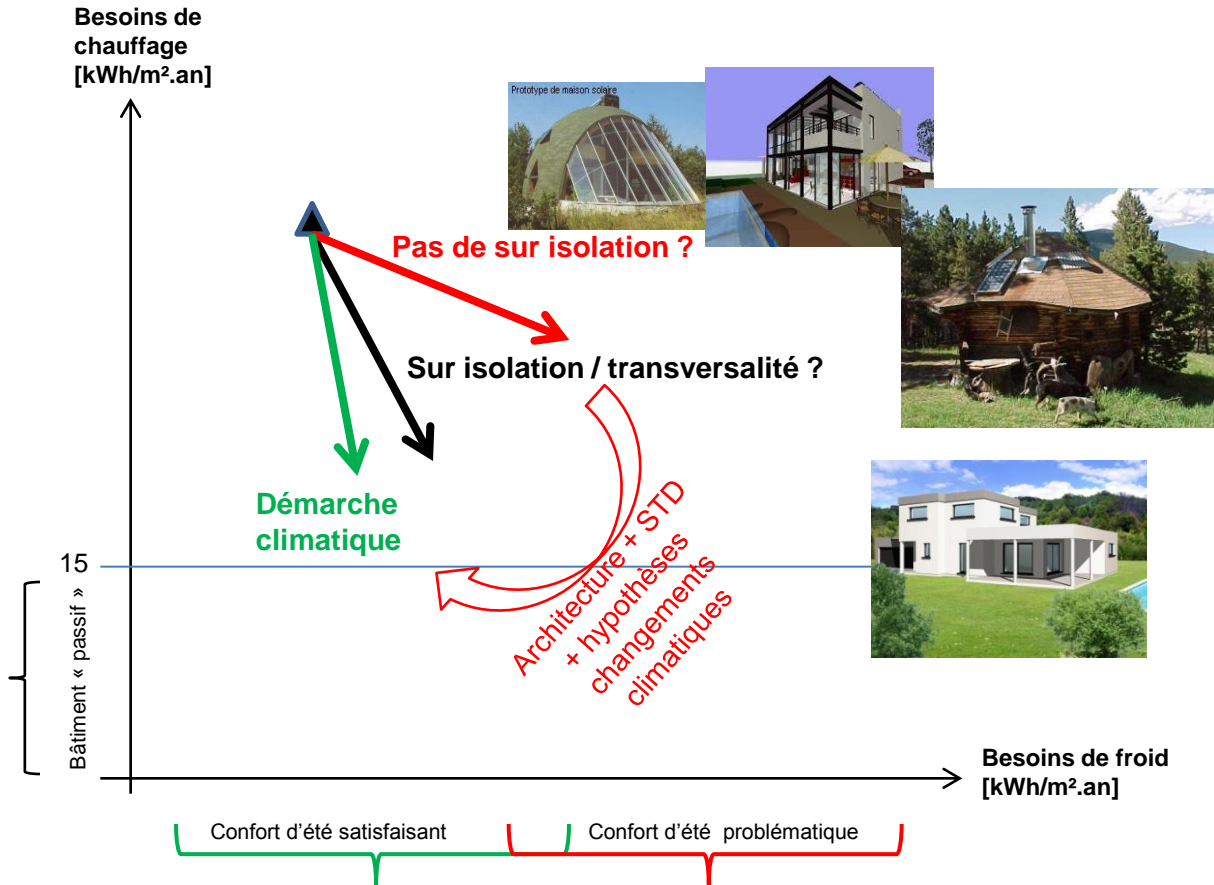 Besoins de
chauffage
[kWh/m².an]
Prototype de maison solaire
Pas de sur isolation ?
Sur isolation / transversalité ?
Démarche
climatique
Architecture + STD
+ hypothèses
changements
climatiques
15
Bâtiment « passif »
Besoins de froid
[kWh/m².an]
Confort d’été satisfaisant
Confort d’été  problématique